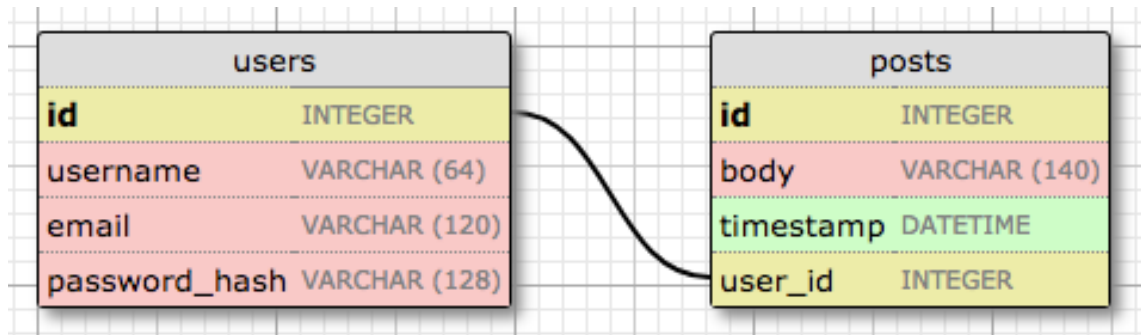 users
id INTEGER
username VARCHAR (64)
email VARCHAR (120)
password_hash VARCHAR (128)
posts
id INTEGER
body VARCHAR (140)
timestamp DATETIME
user_id INTEGER